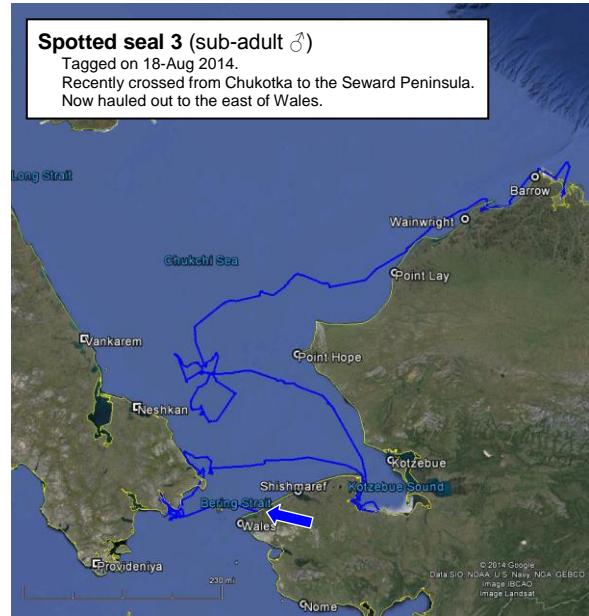 Spotted seal 3 (sub-adult ♂)
Tagged on 18-Aug 2014.
Recently crossed from Chukotka to the Seward Peninsula.
Now hauled out to the east of Wales.
Long Strait
Barrow
Wainwright
Chukchi Sea
Point Lay
Vankarem
Point Hope
Neshkan
Kotzebue
Shishmaref
Kotzebue Sound
Bering Strait
Wales
Provideniya
230 mi
Nome
© 2014 Google
Data SIO, NOAA, U.S. Navy, NGA, GEBCO
Image IBCAO
Image Landsat